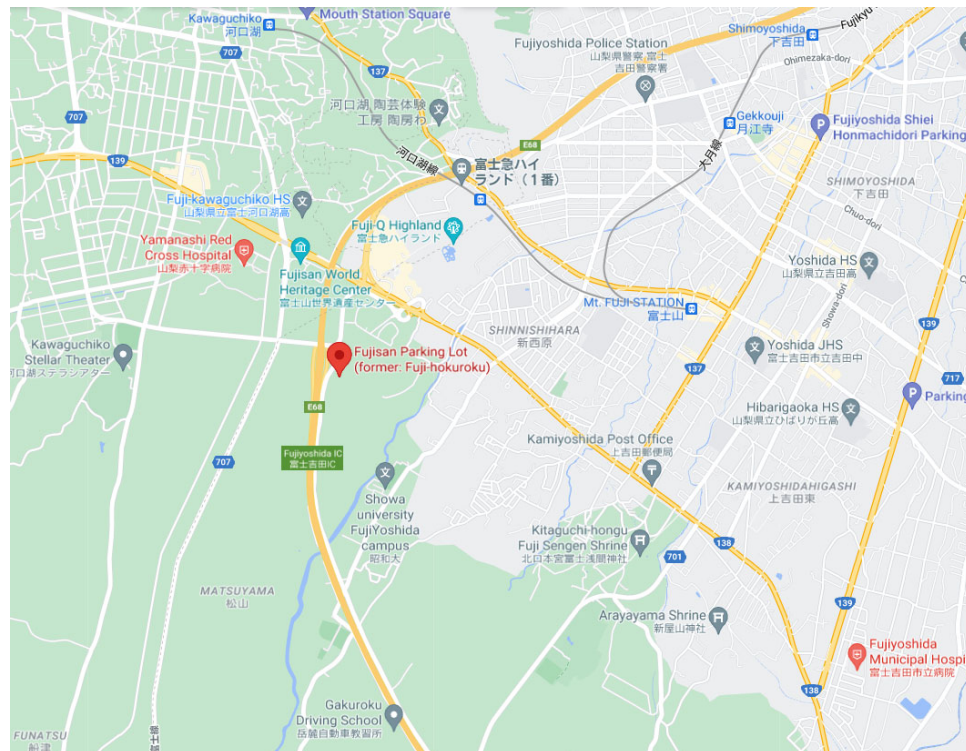 Mouth Station Square
Kawaguchiko
河口湖
707
137
Fujiyoshida Police Station
山梨県警察 富士
吉田警察署
Shimoyoshida
下吉田
Fujikyu
Ohimezaka-dori
河口湖 陶芸体験
工房 陶房わ
707
139
河口湖線
E68
大月線
Gekkouji
月江寺
Fujiyoshida Shiei
Honmachidori Parking
富士急ハイ
ランド（1番）
SHIMOYOSHIDA
下吉田
Fuji-kawaguchiko HS
山梨県立富士河口湖高
Fuji-Q Highland
富士急ハイランド
Chuo-dori
Yamanashi Red
Cross Hospital
山梨赤十字病院
Fujisan World
Heritage Center
富士山世界遺産センター
Yoshida HS
山梨県立吉田高
Showa-dori
Mt. FUJI-STATION
富士山
SHINNISHIHARA
新西原
139
Kawaguchiko
Stellar Theater
河口湖ステラシアター
Fujisan Parking Lot
(former: Fuji-hokuroku)
Yoshida JHS
富士吉田市立吉田中
137
717
Parking
E68
Hibarigaoka HS
山梨県立ひばりが丘高
Fujiyoshida IC
富士吉田IC
707
Kamiyoshida Post Office
上吉田郵便局
KAMIYOSHIDAHIGASHI
上吉田東
Showa
university
FujiYoshida
campus
昭和大
Kitaguchi-hongu
Fuji Sengen Shrine
北口本宮冨士浅間神社
138
701
MATSUYAMA
松山
139
Arayayama Shrine
新屋山神社
Fujiyoshida
Municipal Hospi
富士吉田市立病院
138
Gakuroku
Driving School
岳麓自動車教習所
FUNATSU
船津